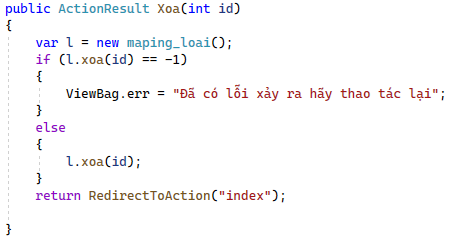 public ActionResult Xoa(int id)
{
var l = new maping_loai();
if (l.xoa(id) == -1)
{
ViewBag.err = "Đã có lỗi xảy ra hãy thao tác lại";
}
else
{
l.xoa(id);
}
return RedirectToAction("index");
}